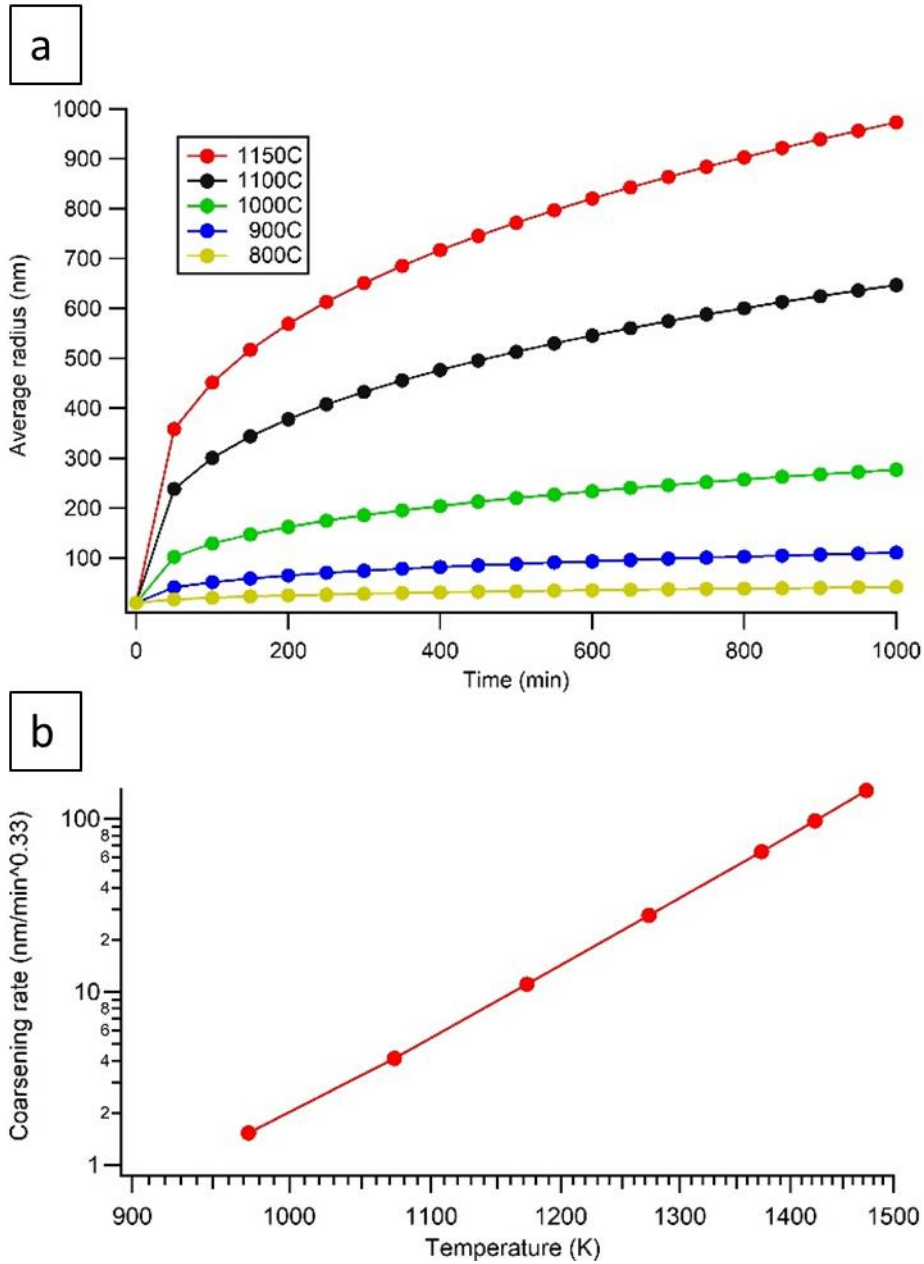 a
1000
900
800
700
600
500
400
300
200
100
Average radius (nm)
1150C
1100C
1000C
900C
800C
0 200 400 600 800 1000
Time (min)
b
100
8
6
4
2
10
8
6
4
2
1
Coarsening rate (nm/min^0.33)
900 1000 1100 1200 1300 1400 1500
Temperature (K)